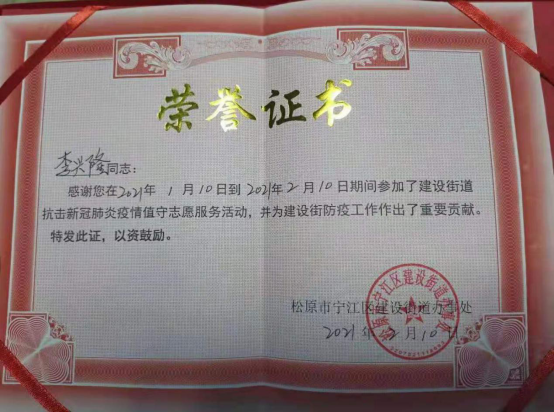 荣誉证书
李兴隆同志:
感谢您在2021年1月10日到2021年2月10日期间参加了建设街道
抗击新冠肺炎疫情值守志愿服务活动，并为建设街防疫工作作出了重要贡献。
特发此证，以资鼓励。
松原市宁江区建设街道办事处
2021年2月10日